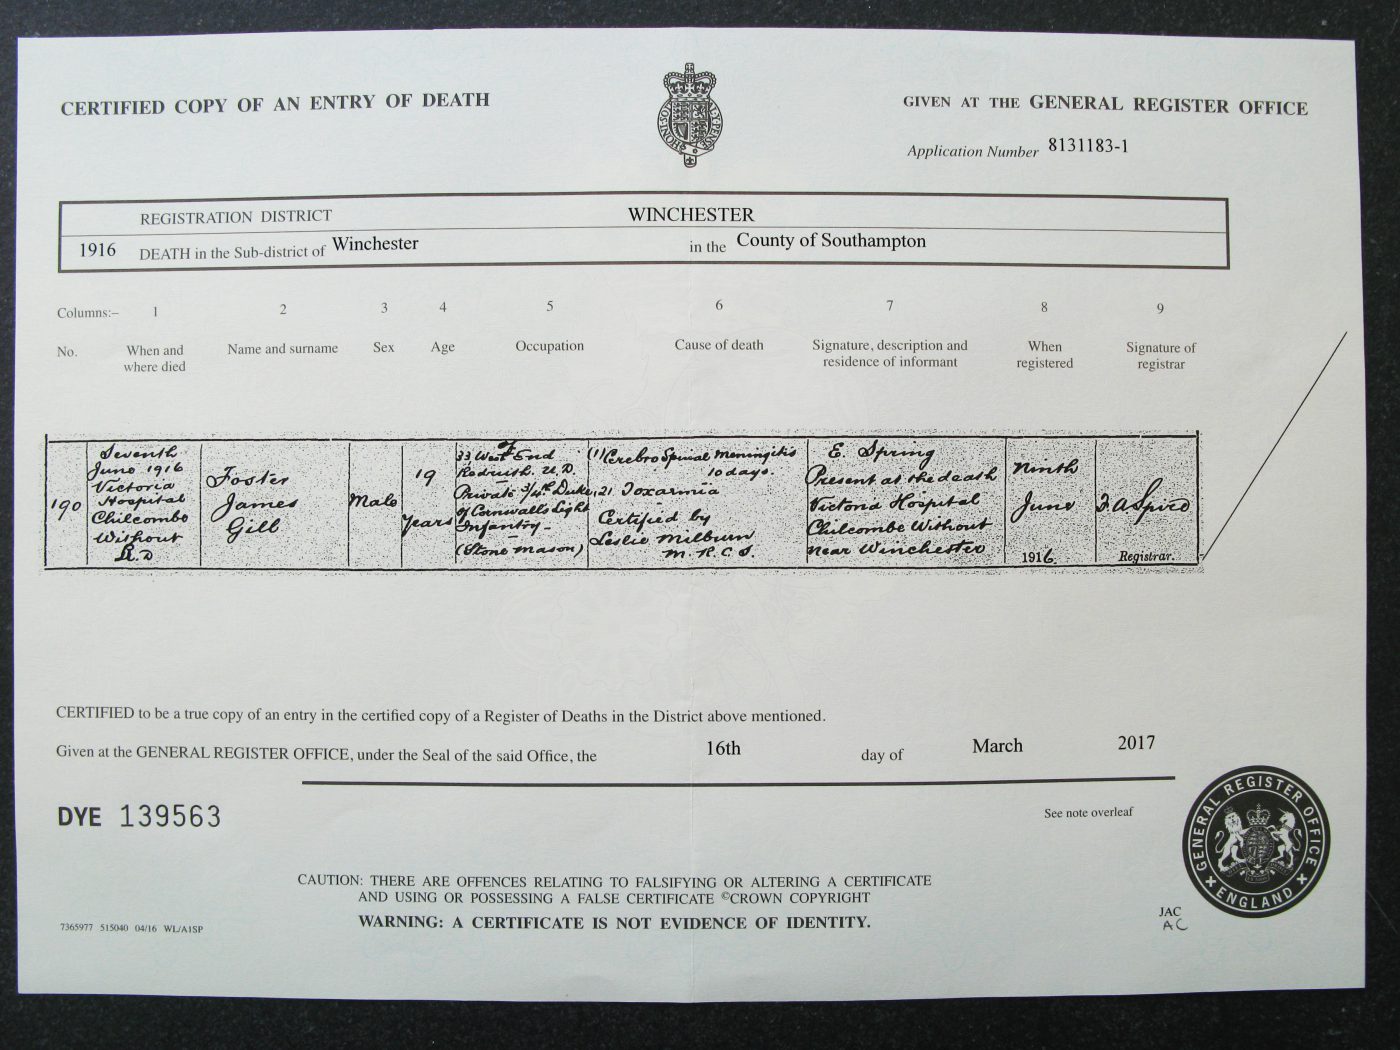 CERTIFIED COPY OF AN ENTRY OF DEATH
GIVEN AT THE GENERAL REGISTER OFFICE
Application Number 8131183-1
REGISTRATION DISTRICT WINCHESTER
1916 DEATH in the Sub-district of Winchester in the County of Southampton
Columns:– 1 2 3 4 5 6 7 8 9
No.
When and
where died
Name and surname
Sex
Age
Occupation
Cause of death
Signature, description and
residence of informant
When
registered
Signature of
registrar
190
Seventh
June 1916
Victoria
Hospital
Chilcombe
Without
R.D
Foster
James
Gill
Male
19
years
of
33 West End
Redruth. U.D.
Private 3/4th Duke
of Cornwalls Light
Infantry –
(Stone Mason)
(1) Cerebro Spinal Meningitis
10 days.
(2) Toxaemia
Certified by
Leslie Milburn
M.R.C.S.
E. Spring
Present at the death
Victoria Hospital
Chilcombe Without
near Winchester
Ninth
June
1916.
Registrar.
CERTIFIED to be a true copy of an entry in the certified copy of a Register of Deaths in the District above mentioned.
Given at the GENERAL REGISTER OFFICE, under the Seal of the said Office, the 16th day of March 2017
DYE 139563
See note overleaf
CAUTION: THERE ARE OFFENCES RELATING TO FALSIFYING OR ALTERING A CERTIFICATE
AND USING OR POSSESSING A FALSE CERTIFICATE ©CROWN COPYRIGHT
WARNING: A CERTIFICATE IS NOT EVIDENCE OF IDENTITY.
7365977 515040 04/16 WL/A1SP
JAC
AC
GENERAL REGISTER OFFICE
ENGLAND